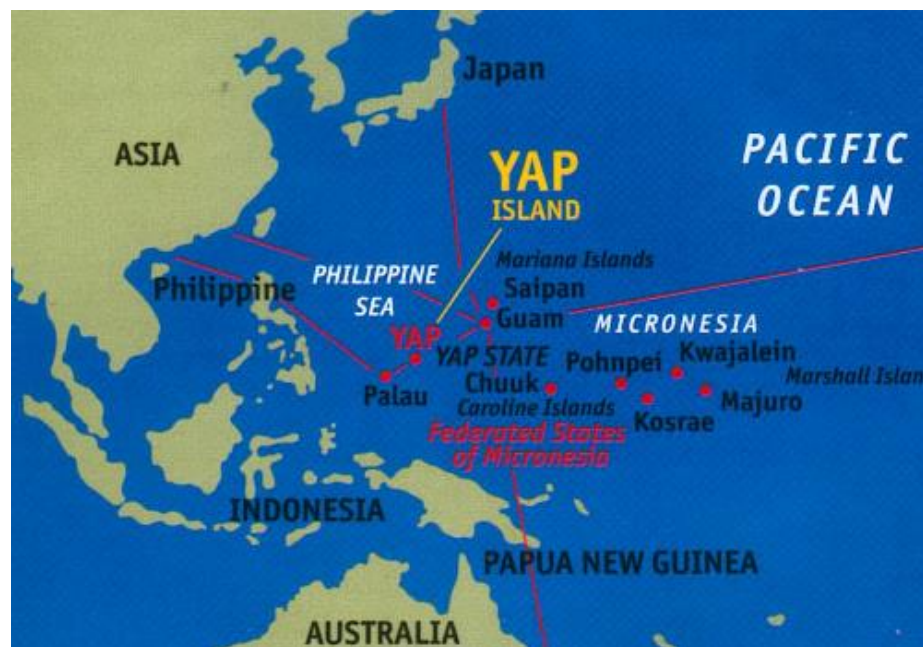 Japan
ASIA
PACIFIC
OCEAN
YAP
ISLAND
Mariana Islands
PHILIPPINE
SEA
Philippine
Saipan
Guam
MICRONESIA
YAP
YAP STATE
Pohnpei
Kwajalein
Palau
Chuuk
Marshall Islan
Caroline Islands
Majuro
Kosrae
Federated States
of Micronesia
INDONESIA
PAPUA NEW GUINEA
AUSTRALIA